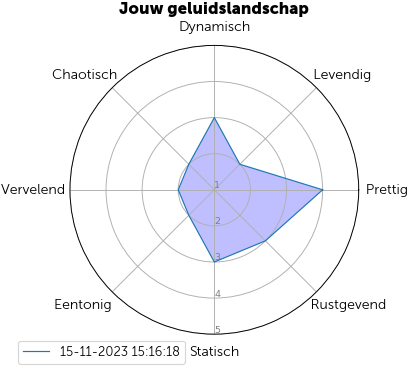 Jouw geluidslandschap
Dynamisch
Chaotisch
Levendig
Vervelend
1
Prettig
2
3
4
Eentonig
Rustgevend
5
15-11-2023 15:16:18
Statisch